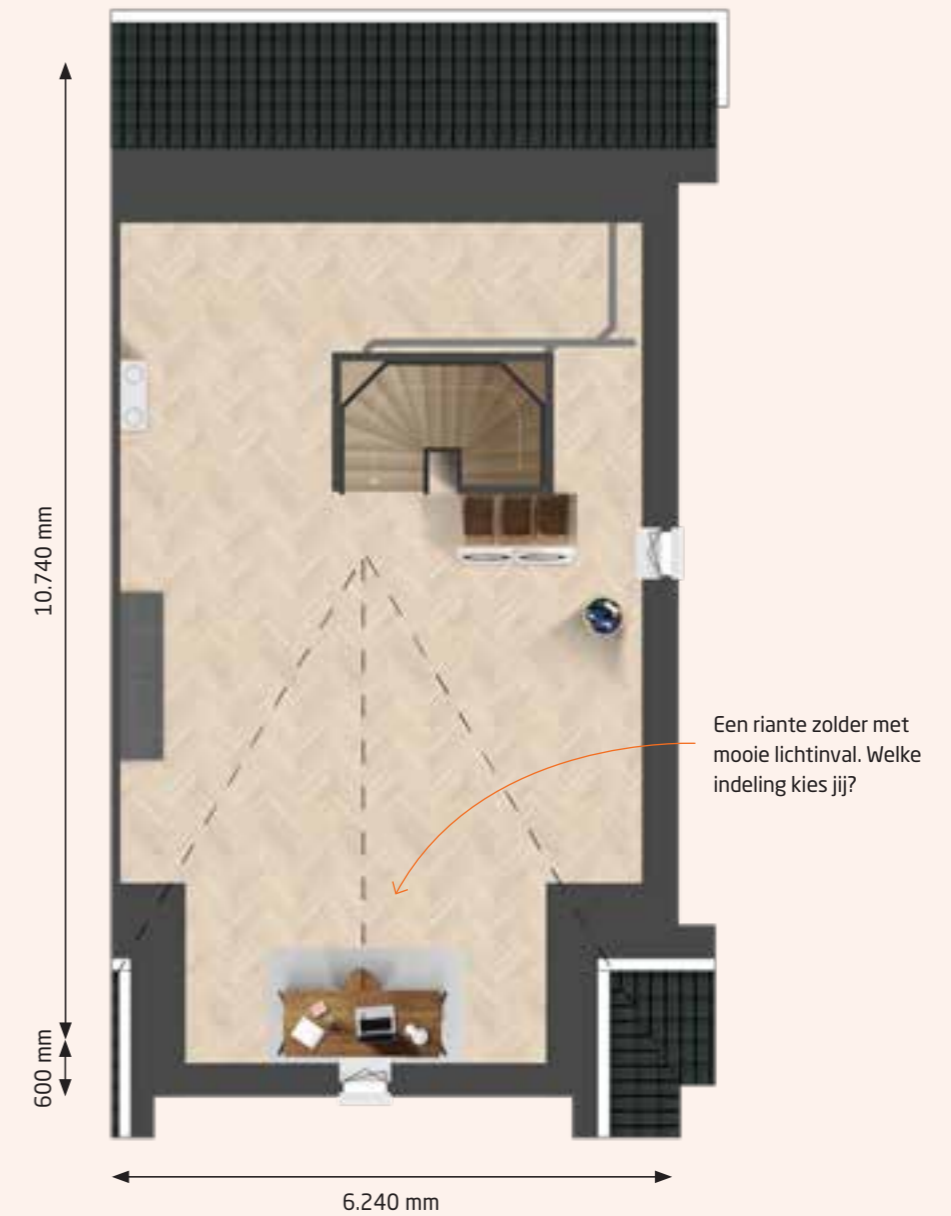 10.740 mm
Een riante zolder met
mooie lichtinval. Welke
indeling kies jij?
600 mm
6.240 mm